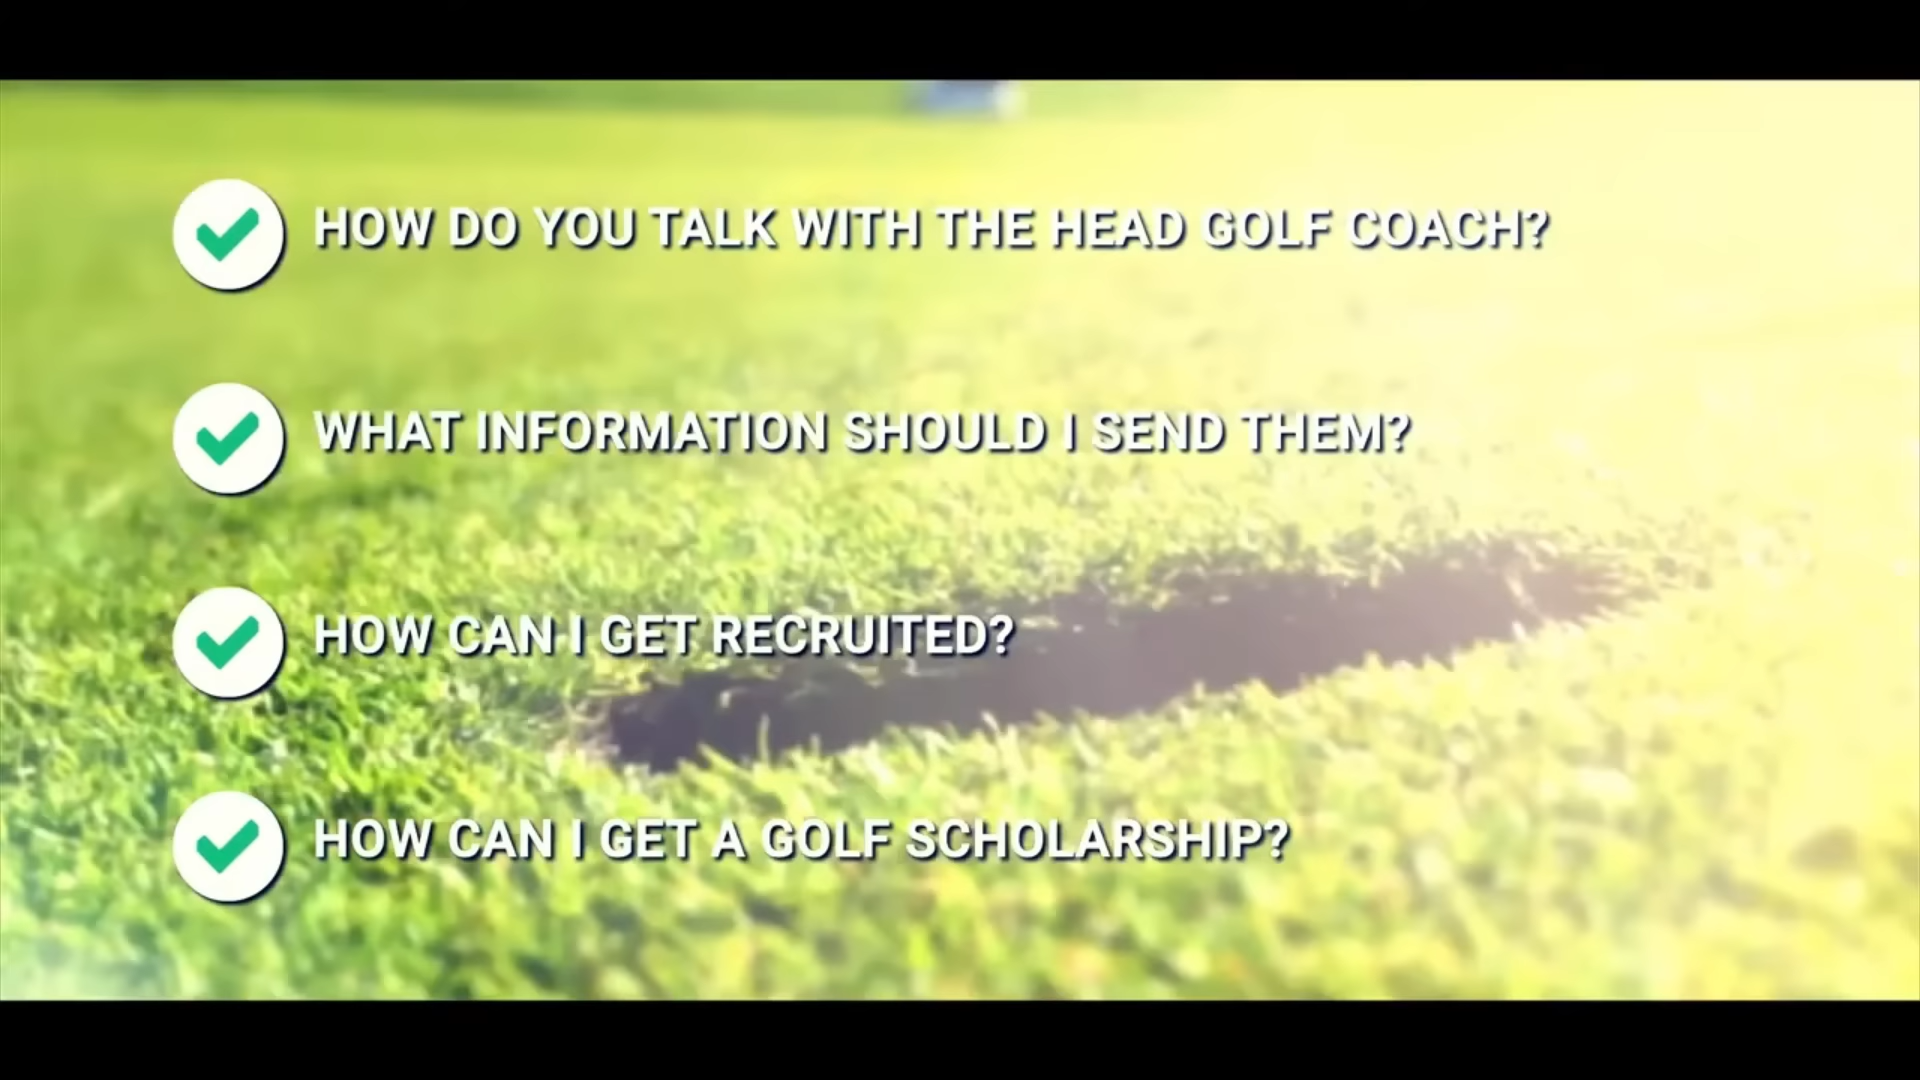 HOW DO YOU TALK WITH THE HEAD GOLF COACH?
WHAT INFORMATION SHOULD I SEND THEM?
HOW CAN I GET RECRUITED?
HOW CAN I GET A GOLF SCHOLARSHIP?